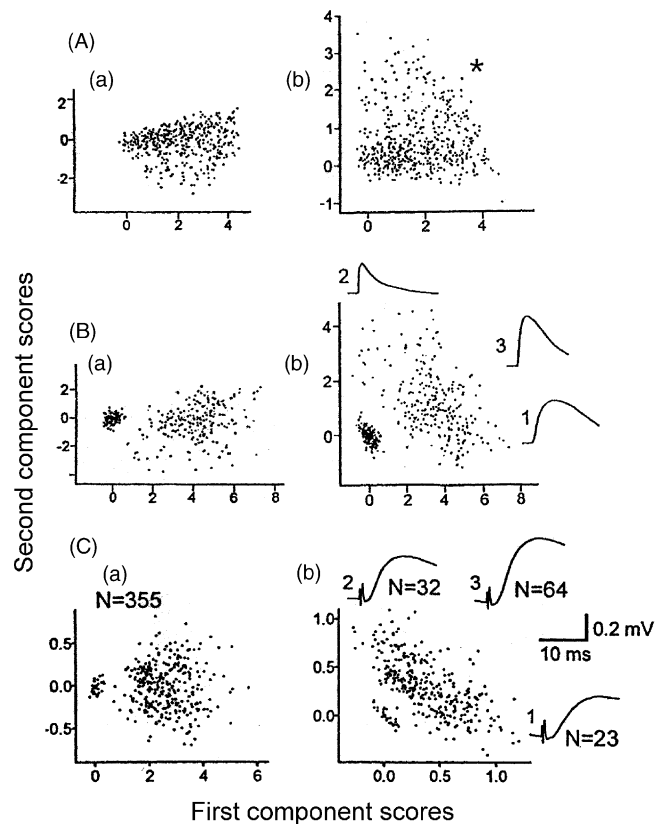 (A)
(a)
2
0
-2
0 2 4
(b)
*
4
3
2
1
0
-1
0 2 4
Second component scores
(B)
(a)
2
0
-2
0 2 4 6 8
(b)
2
3
1
4
2
0
0 2 4 6 8
(C)
(a)
N=355
0.5
0.0
-0.5
0 2 4 6
(b)
2 N=32
3 N=64
1.0
0.5
0.0
0.2 mV
10 ms
1 N=23
0.0 0.5 1.0
First component scores